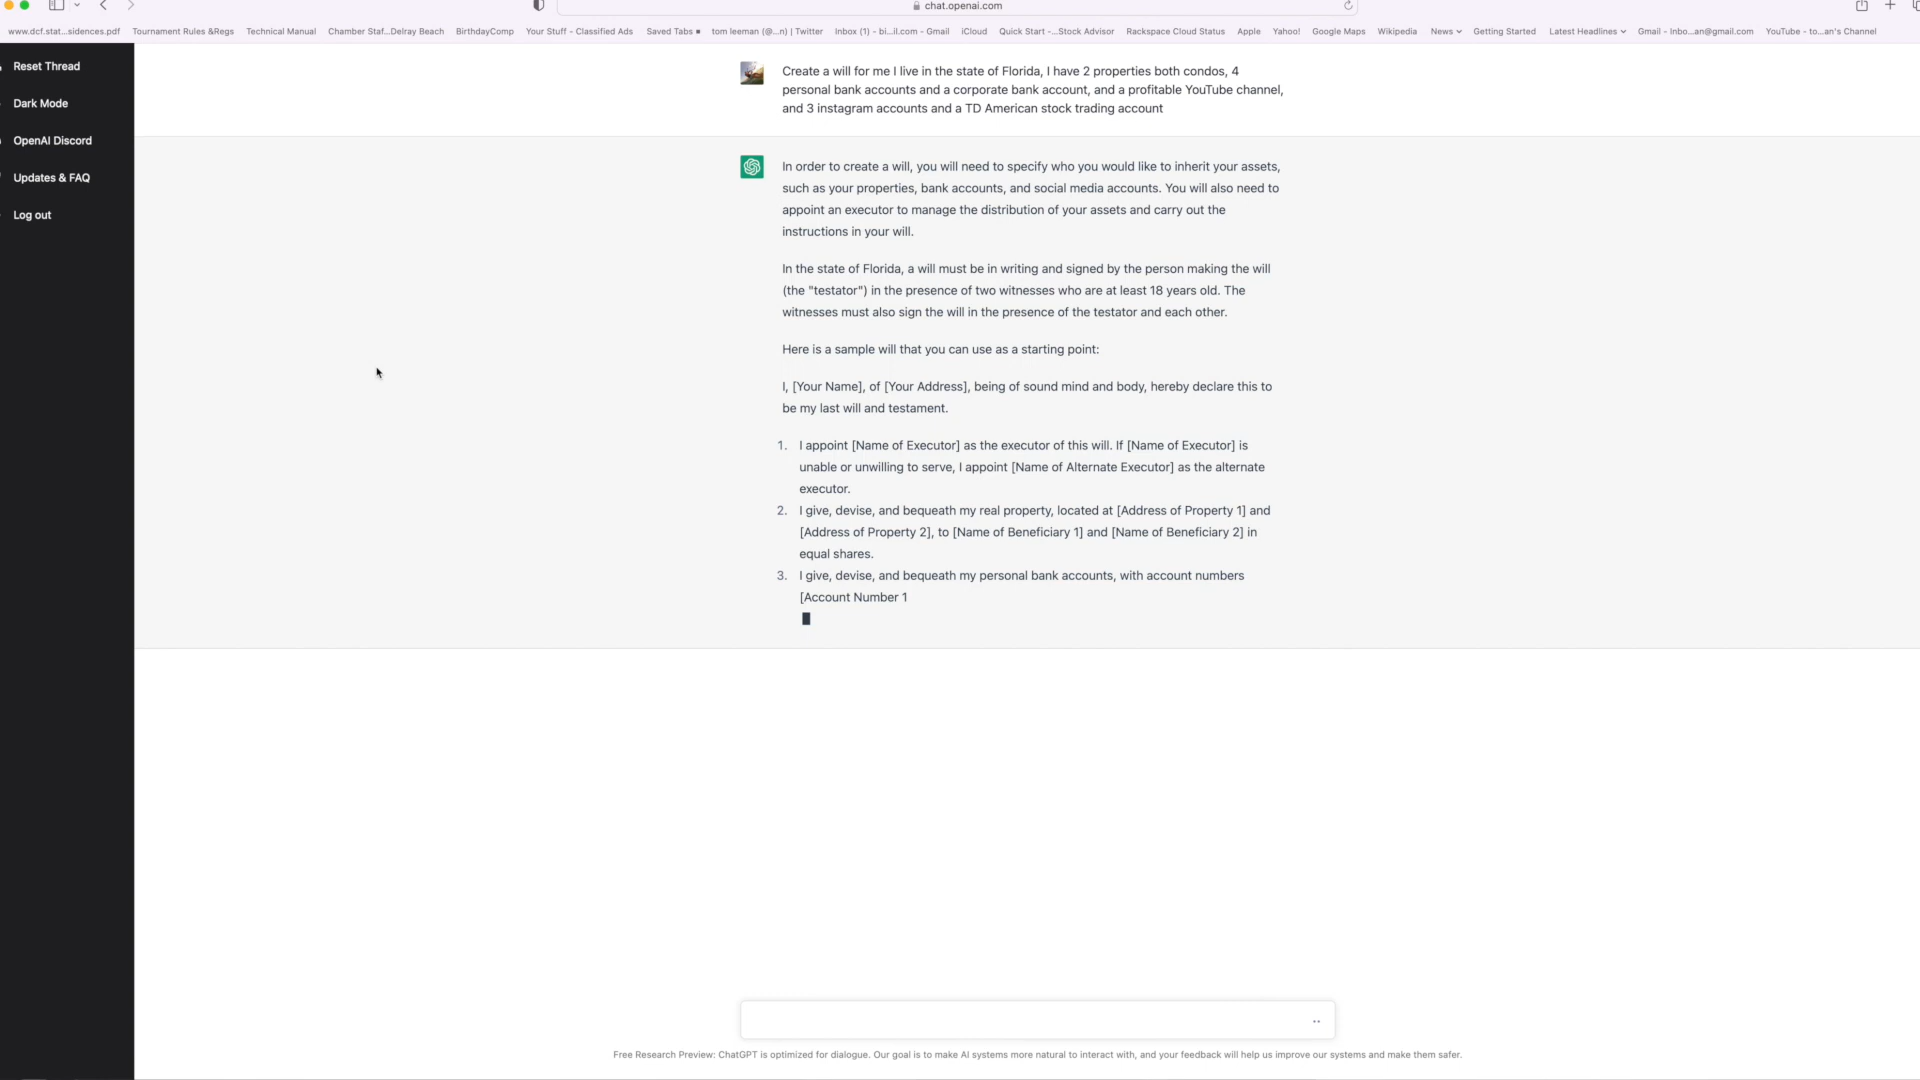 chat.openai.com
www.dcf.stat...sidences.pdf Tournament Rules &Regs Technical Manual Chamber Staf...Delray Beach BirthdayComp Your Stuff - Classified Ads Saved Tabs tom leeman (@...n) | Twitter Inbox (1) - bi...il.com - Gmail iCloud Quick Start -...Stock Advisor Rackspace Cloud Status Apple Yahoo! Google Maps Wikipedia News Getting Started Latest Headlines Gmail - Inbo...an@gmail.com YouTube - to...an's Channel
Reset Thread
Dark Mode
OpenAI Discord
Updates & FAQ
Log out
Create a will for me I live in the state of Florida, I have 2 properties both condos, 4
personal bank accounts and a corporate bank account, and a profitable YouTube channel,
and 3 instagram accounts and a TD American stock trading account
In order to create a will, you will need to specify who you would like to inherit your assets,
such as your properties, bank accounts, and social media accounts. You will also need to
appoint an executor to manage the distribution of your assets and carry out the
instructions in your will.
In the state of Florida, a will must be in writing and signed by the person making the will
(the "testator") in the presence of two witnesses who are at least 18 years old. The
witnesses must also sign the will in the presence of the testator and each other.
Here is a sample will that you can use as a starting point:
I, [Your Name], of [Your Address], being of sound mind and body, hereby declare this to
be my last will and testament.
1. I appoint [Name of Executor] as the executor of this will. If [Name of Executor] is
unable or unwilling to serve, I appoint [Name of Alternate Executor] as the alternate
executor.
2. I give, devise, and bequeath my real property, located at [Address of Property 1] and
[Address of Property 2], to [Name of Beneficiary 1] and [Name of Beneficiary 2] in
equal shares.
3. I give, devise, and bequeath my personal bank accounts, with account numbers
[Account Number 1
Free Research Preview: ChatGPT is optimized for dialogue. Our goal is to make AI systems more natural to interact with, and your feedback will help us improve our systems and make them safer.